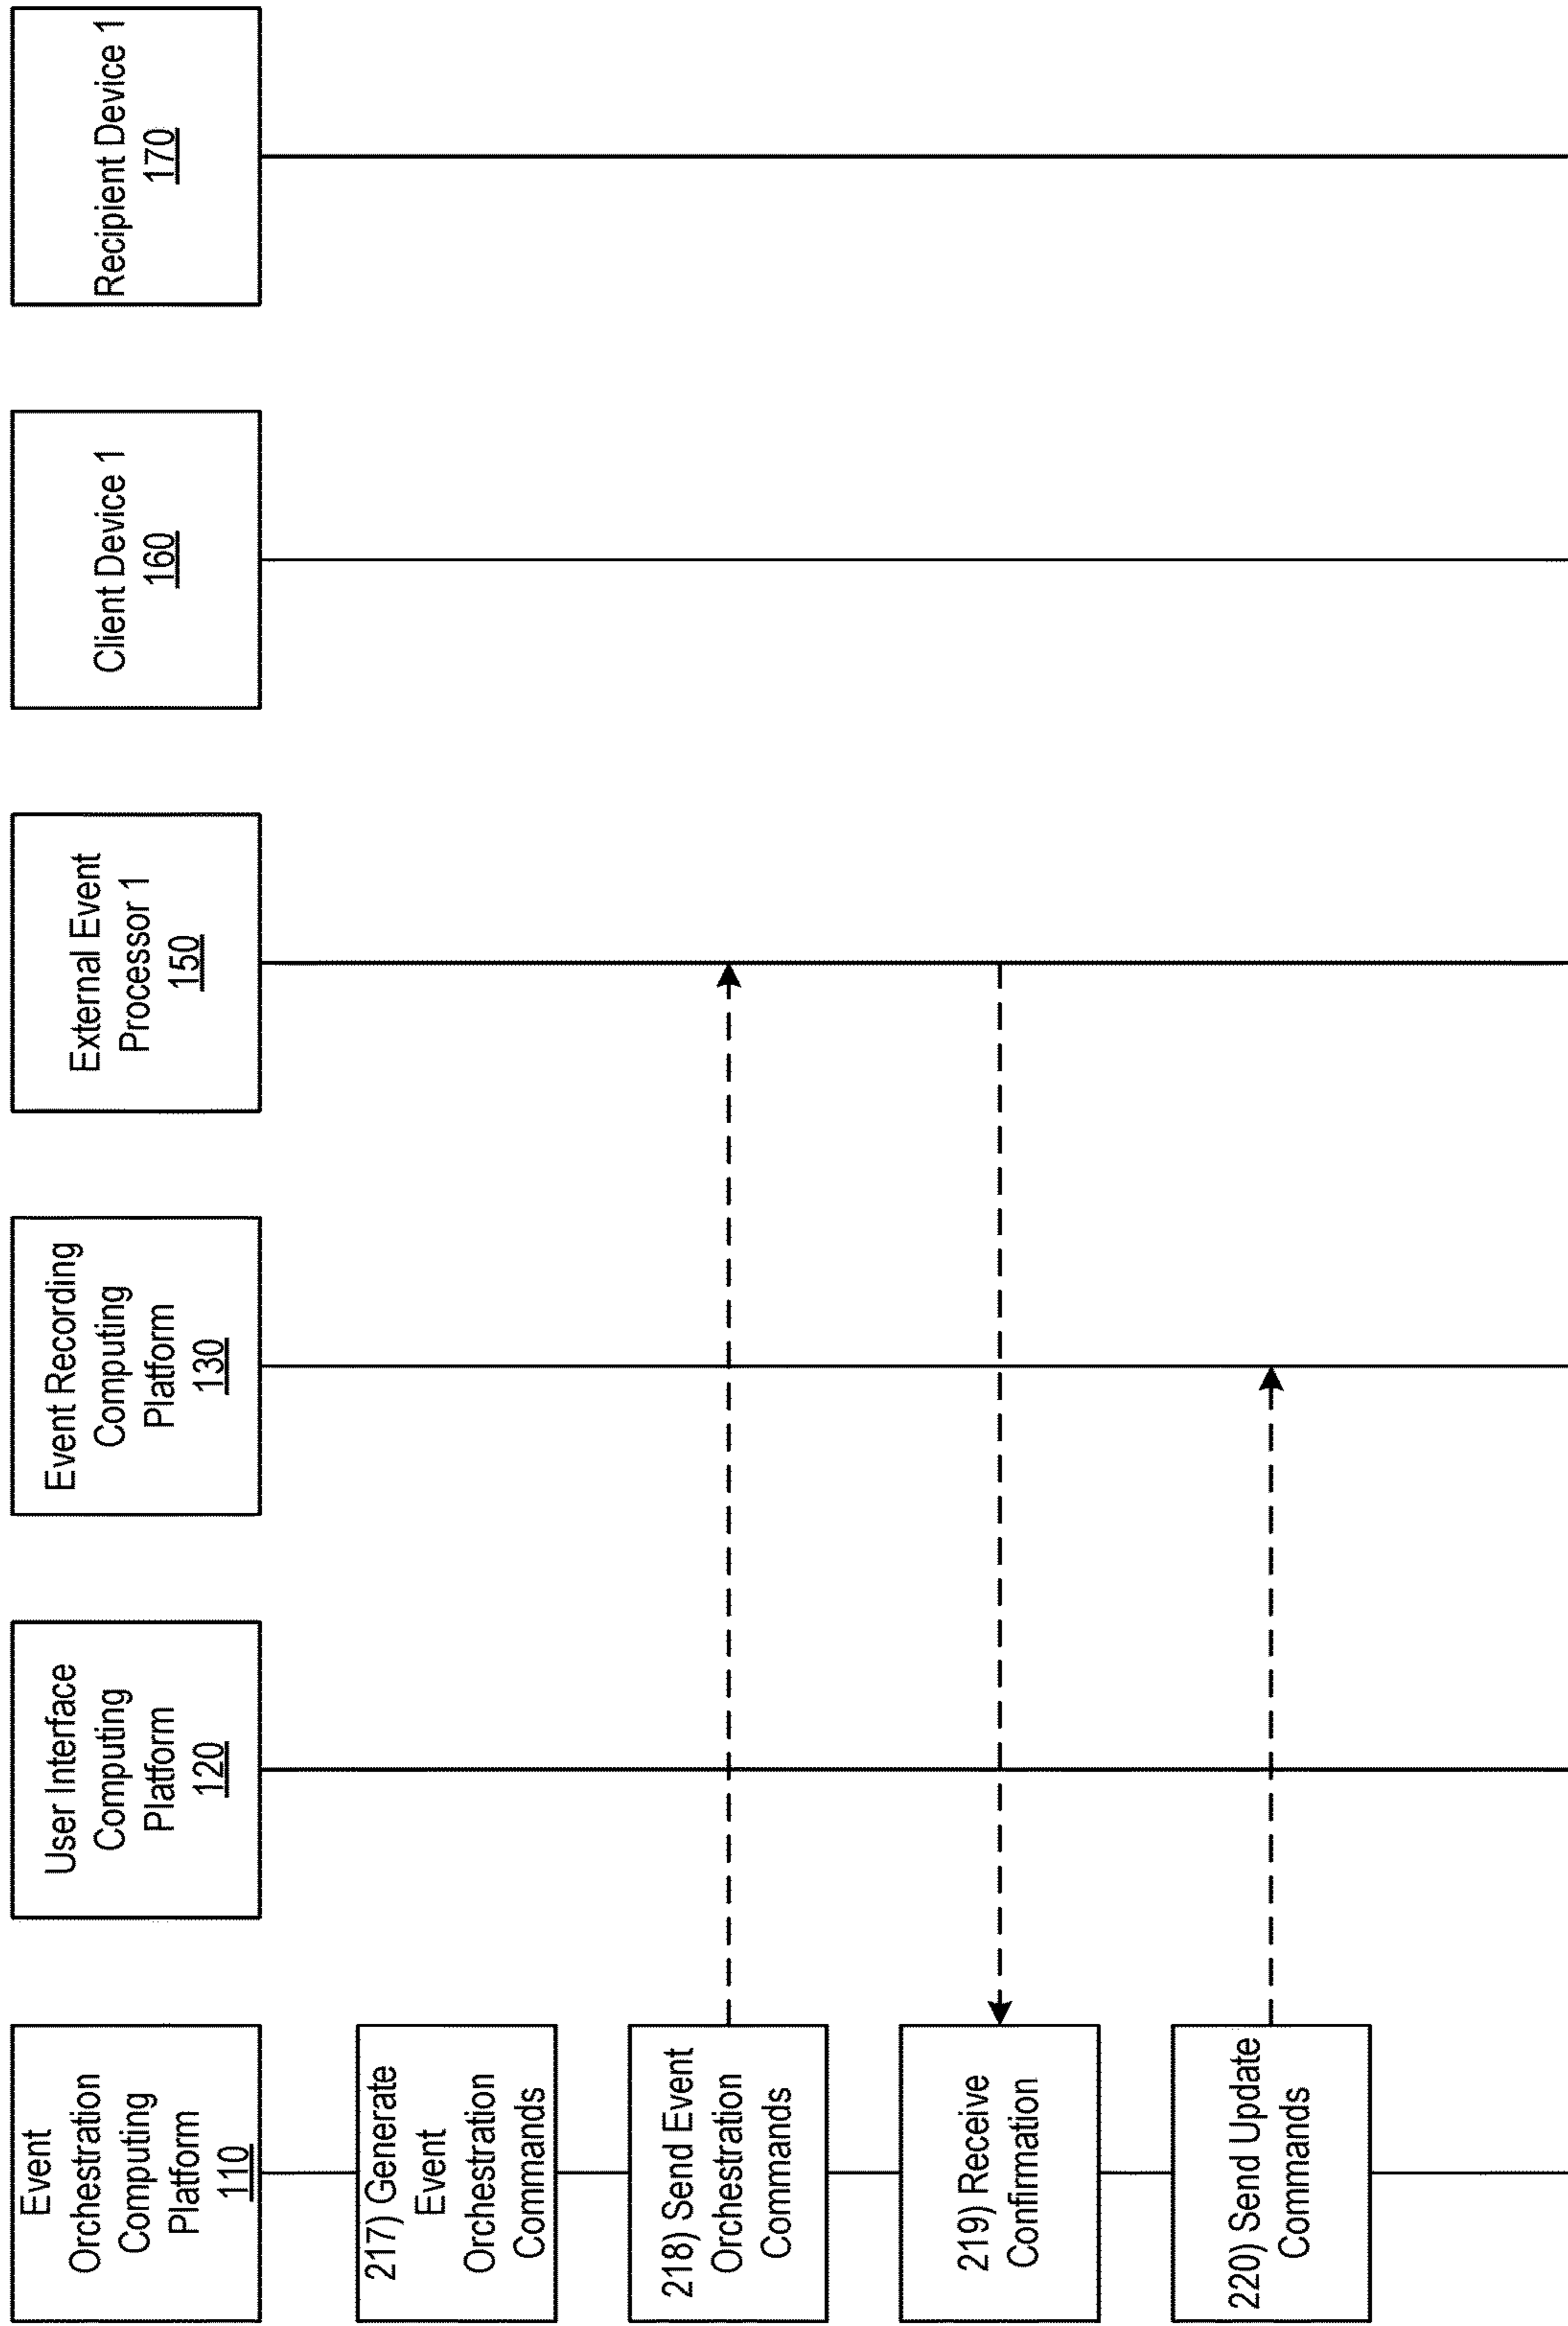 Event
Orchestration
Computing
Platform
110
User Interface
Computing
Platform
120
Event Recording
Computing
Platform
130
External Event
Processor 1
150
Client Device 1
160
Recipient Device 1
170
217) Generate
Event
Orchestration
Commands
218) Send Event
Orchestration
Commands
219) Receive
Confirmation
220) Send Update
Commands